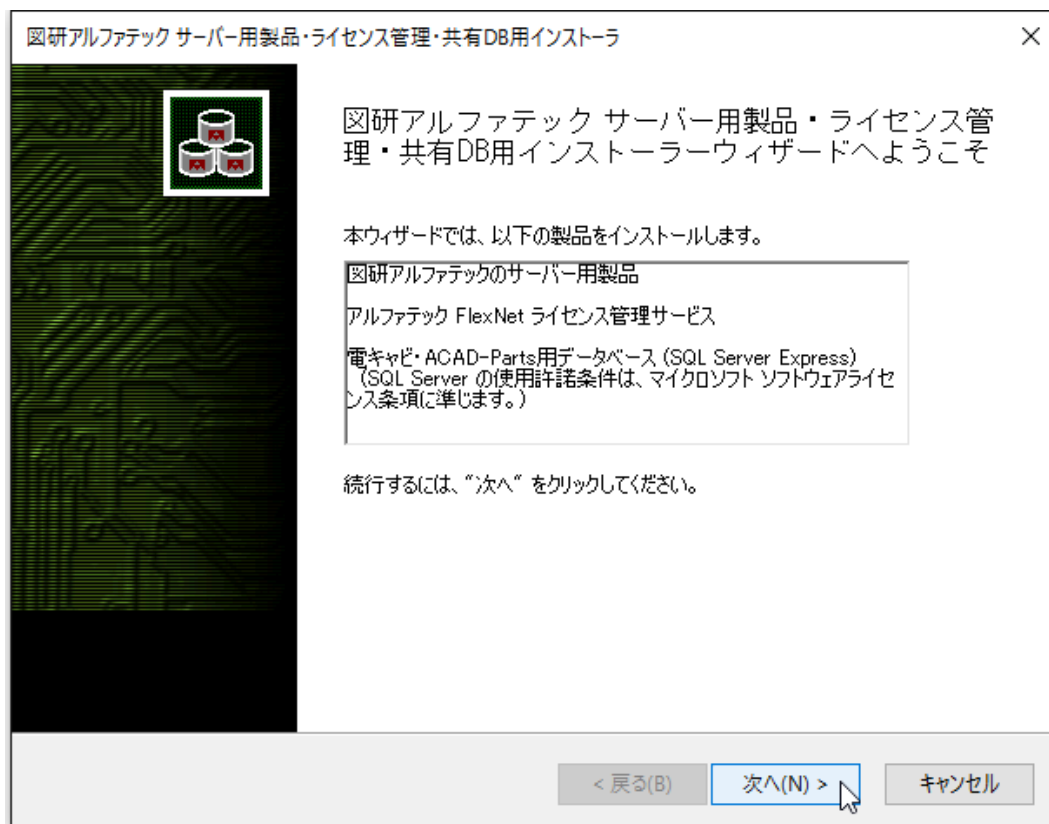 図研アルファテック サーバー用製品・ライセンス管理・共有DB用インストーラ
図研アルファテック サーバー用製品・ライセンス管
理・共有DB用インストーラーウィザードへようこそ
本ウィザードでは、以下の製品をインストールします。
図研アルファテックのサーバー用製品
アルファテック FlexNet ライセンス管理サービス
電キャビ・ACAD-Parts用データベース (SQL Server Express)
(SQL Server の使用許諾条件は、マイクロソフト ソフトウェアライセ
ンス条項に準じます。)
続行するには、"次へ" をクリックしてください。
< 戻る(B)
次へ(N) >
キャンセル